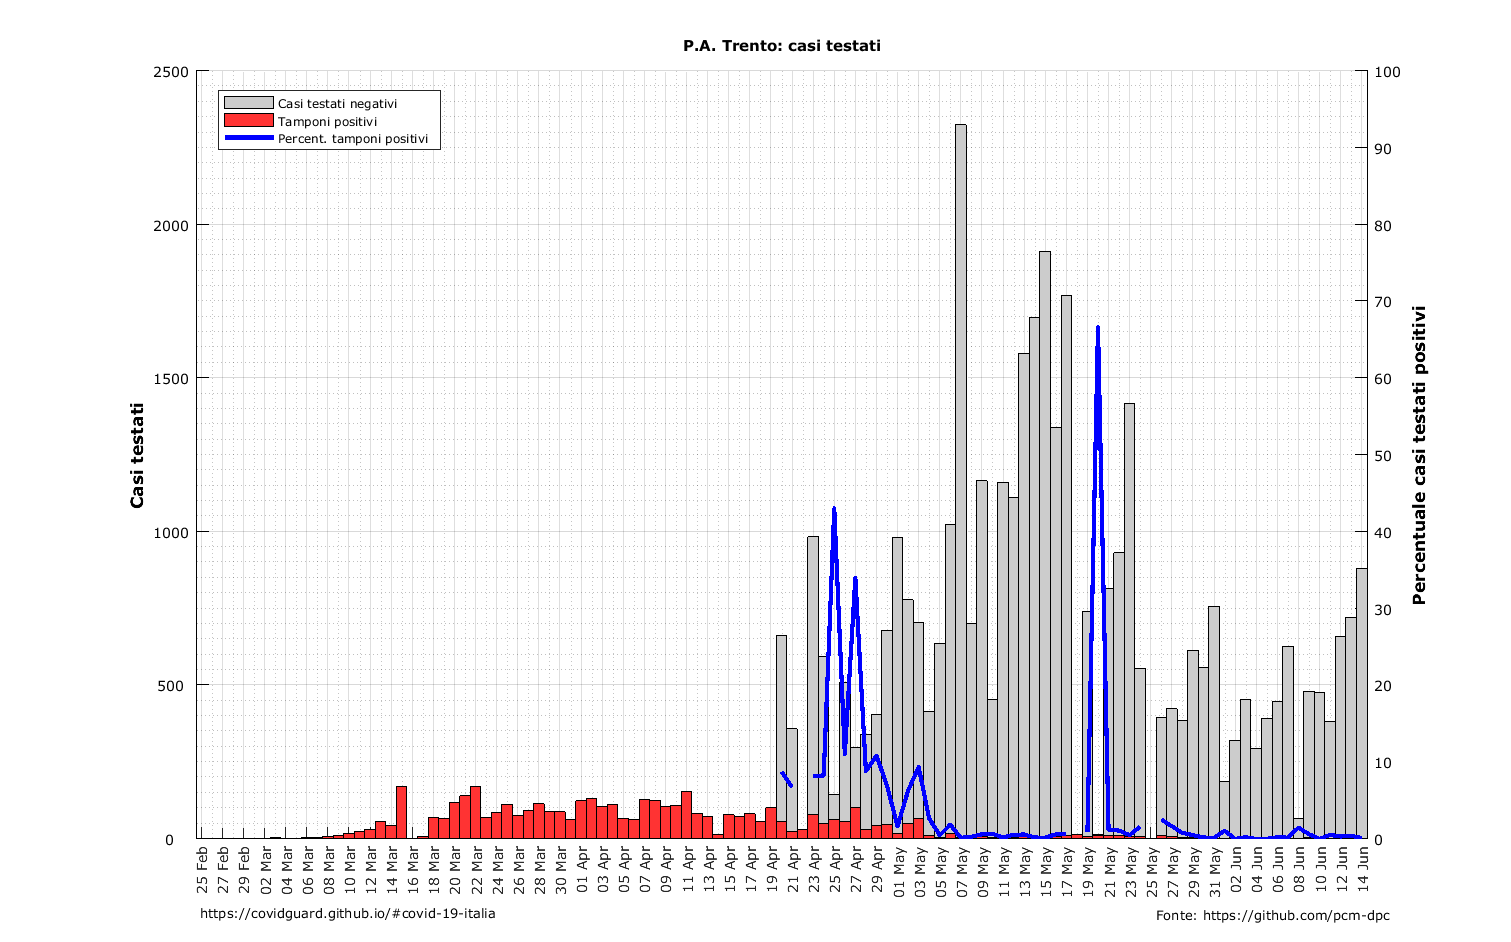 P.A. Trento: casi testati
2500
2000
1500
1000
500
0
Casi testati
Casi testati negativi
Tamponi positivi
Percent. tamponi positivi
100
90
80
70
60
50
40
30
20
10
0
Percentuale casi testati positivi
25 Feb
27 Feb
29 Feb
02 Mar
04 Mar
06 Mar
08 Mar
10 Mar
12 Mar
14 Mar
16 Mar
18 Mar
20 Mar
22 Mar
24 Mar
26 Mar
28 Mar
30 Mar
01 Apr
03 Apr
05 Apr
07 Apr
09 Apr
11 Apr
13 Apr
15 Apr
17 Apr
19 Apr
21 Apr
23 Apr
25 Apr
27 Apr
29 Apr
01 May
03 May
05 May
07 May
09 May
11 May
13 May
15 May
17 May
19 May
21 May
23 May
25 May
27 May
29 May
31 May
02 Jun
04 Jun
06 Jun
08 Jun
10 Jun
12 Jun
14 Jun
https://covidguard.github.io/#covid-19-italia
Fonte: https://github.com/pcm-dpc